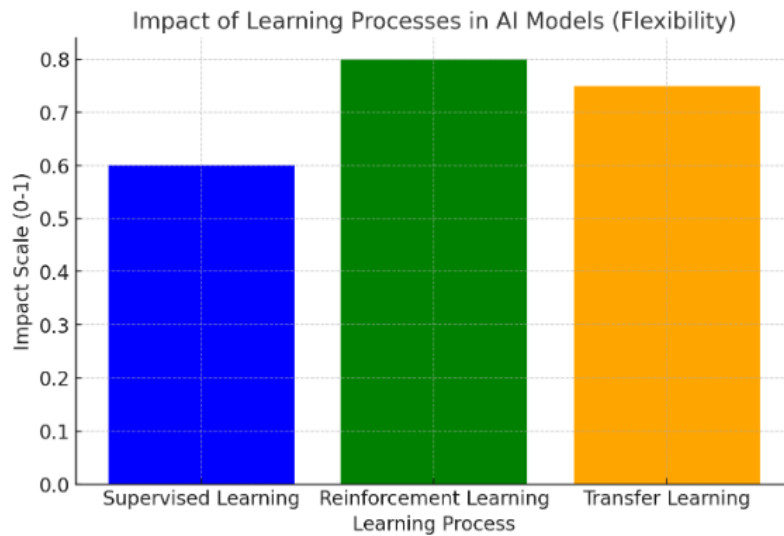 Impact of Learning Processes in AI Models (Flexibility)
Impact Scale (0-1)
0.8
0.7
0.6
0.5
0.4
0.3
0.2
0.1
0.0
Supervised Learning
Reinforcement Learning
Transfer Learning
Learning Process